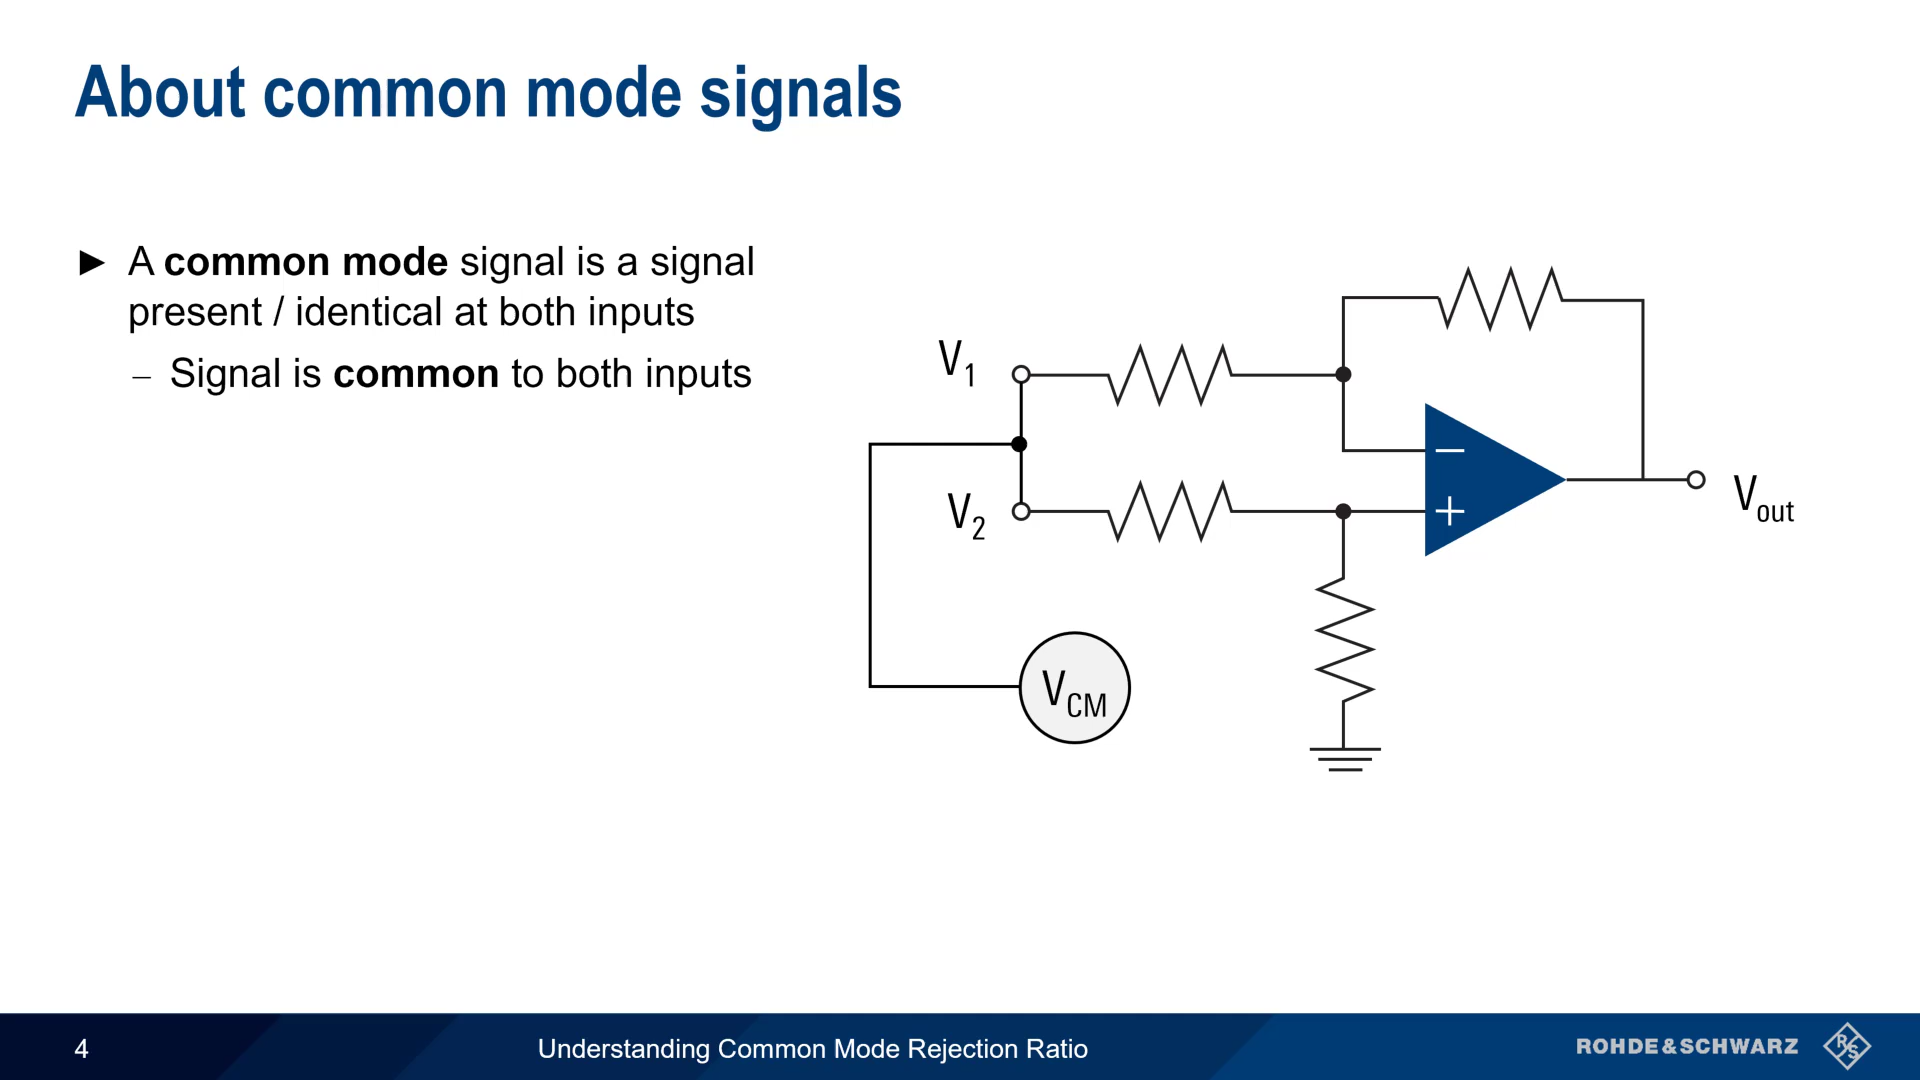 About common mode signals
► A common mode signal is a signal
present / identical at both inputs
– Signal is common to both inputs
V1
V2
VCM
− 
+
Vout
4
Understanding Common Mode Rejection Ratio
ROHDE&SCHWARZ
R&S